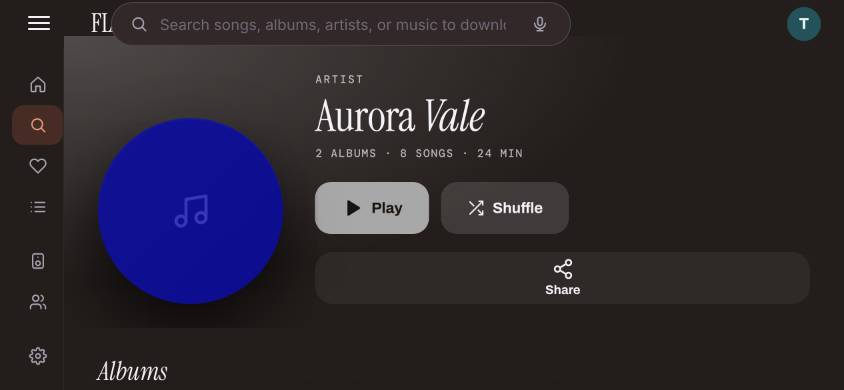 FL
Search songs, albums, artists, or music to downl
T
ARTIST
Aurora Vale
2 ALBUMS · 8 SONGS · 24 MIN
Play
Shuffle
Share
Albums